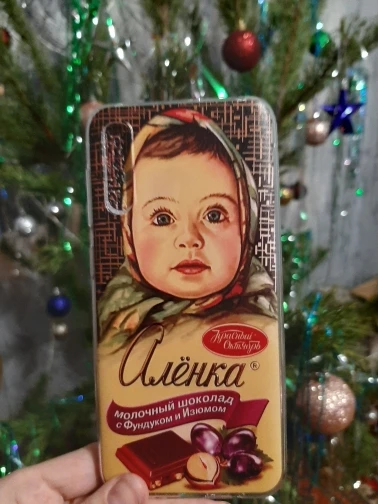 Красный
Октябрь
Алёнка ®
МОЛОЧНЫЙ ШОКОЛАД
с Фундуком и Изюмом